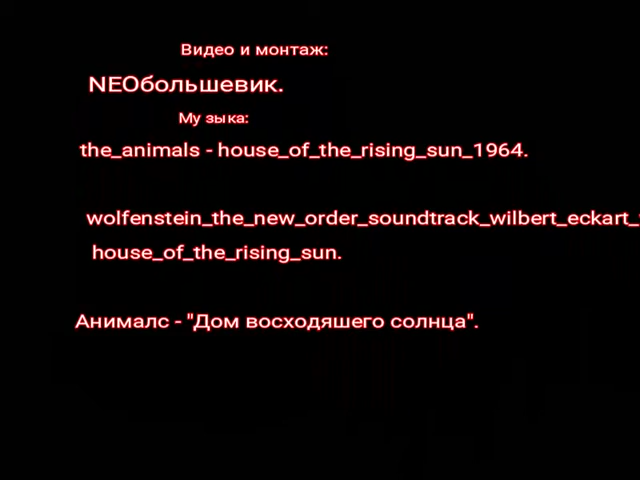 Видео и монтаж:
NEOбольшевик.
Му зыка:
the_animals - house_of_the_rising_sun_1964.
wolfenstein_the_new_order_soundtrack_wilbert_eckart_
house_of_the_rising_sun.
Анималс - "Дом восходяшего солнца".